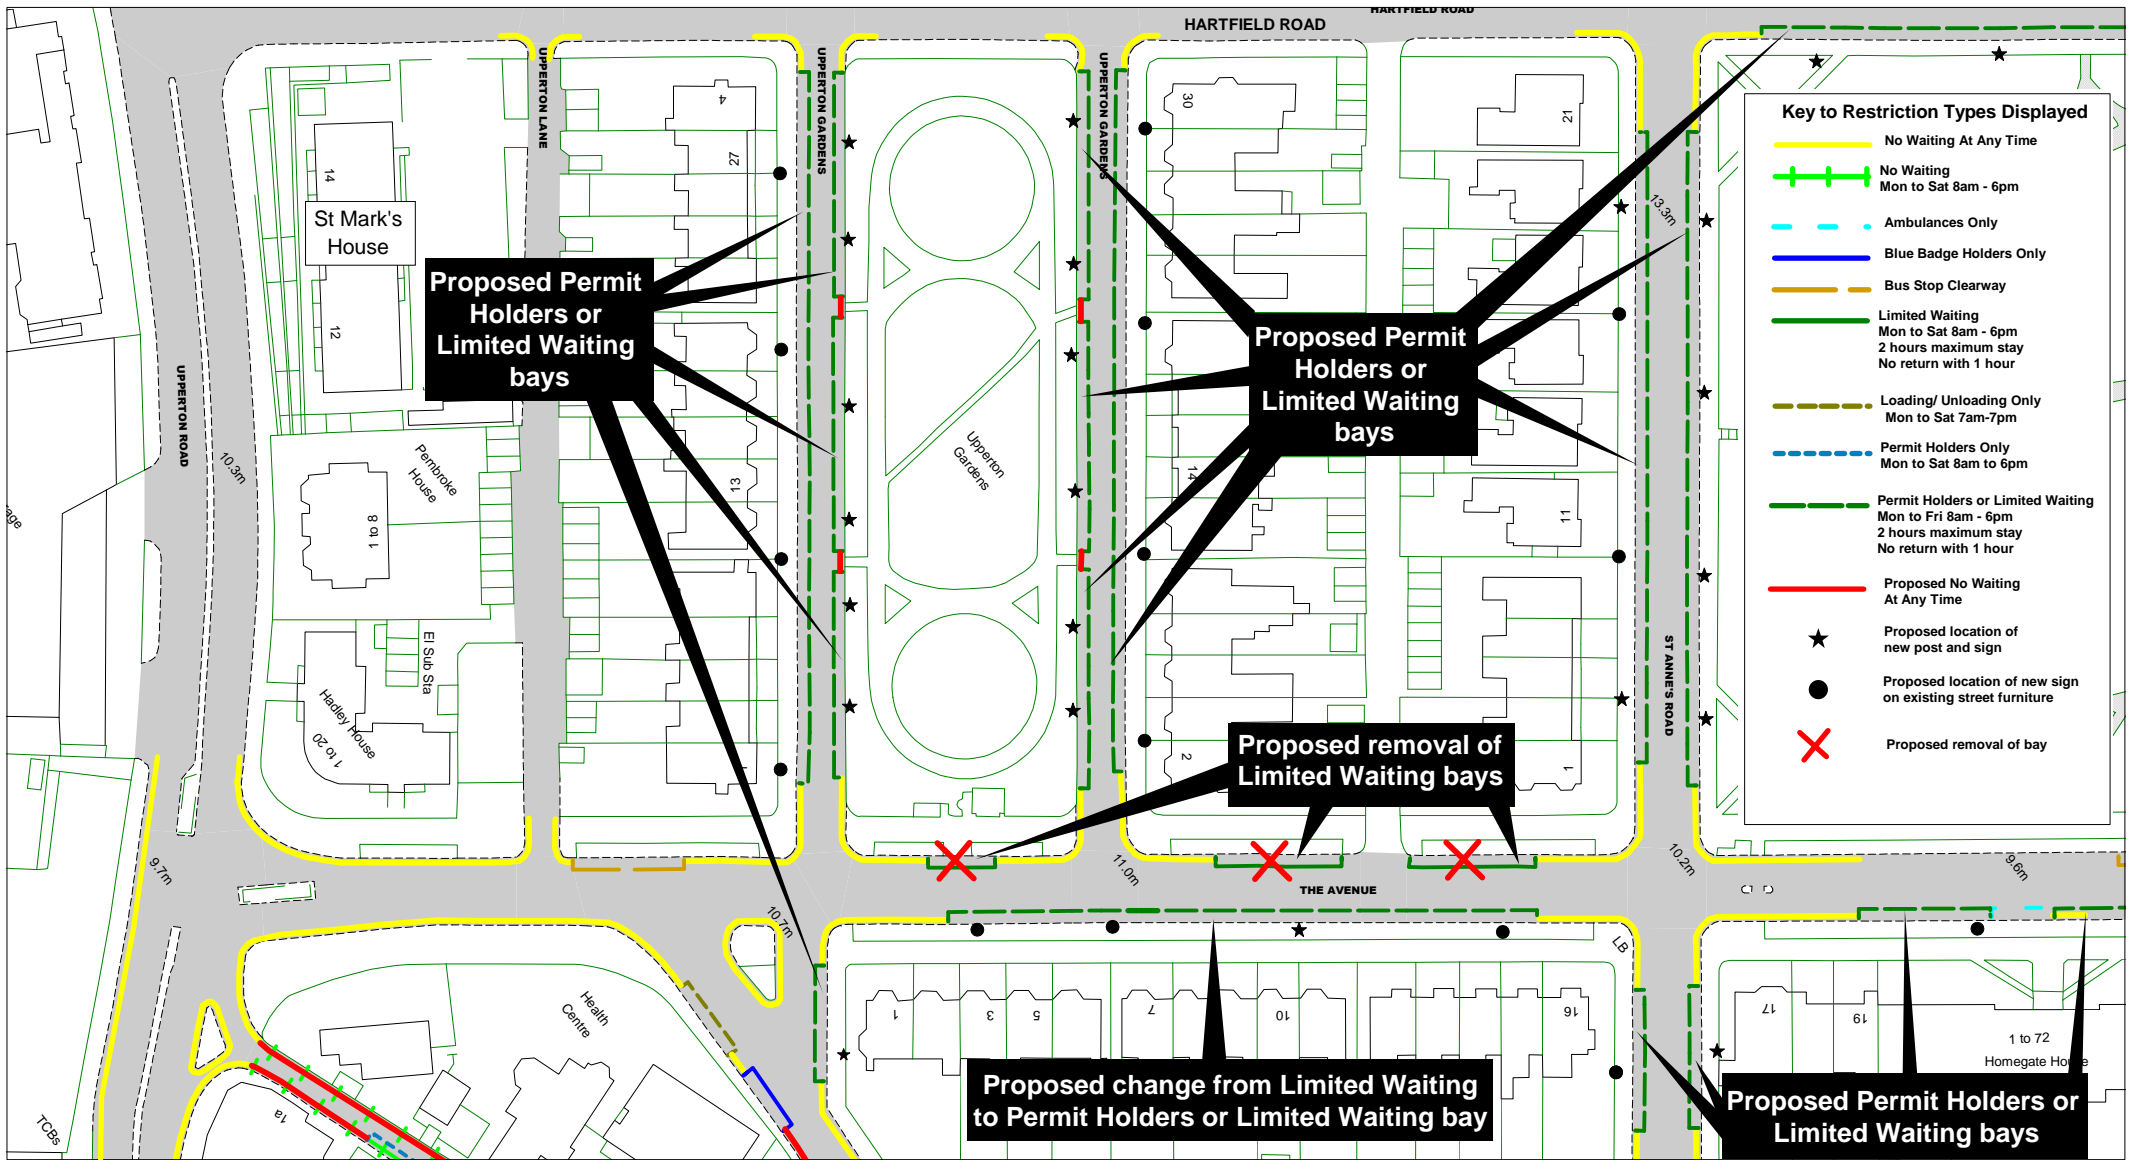 HARTFIELD ROAD
HARTFIELD ROAD
UPPERTON LANE
UPPERTON GARDENS
UPPERTON GARDENS
UPPERTON ROAD
ST ANNE'S ROAD
THE AVENUE
4
27
13
30
14
2
21
11
1
14
St Mark's
House
12
Pembroke
House
1 to 8
El Sub Sta
Hadley House
1 to 20
Upperton
Gardens
10.3m
9.7m
10.7m
11.0m
13.3m
10.2m
9.6m
LB
TCBs
1a
Health
Centre
1
3
5
7
10
16
17
19
1 to 72
Homegate House
Proposed Permit
Holders or
Limited Waiting
bays
Proposed Permit
Holders or
Limited Waiting
bays
Proposed removal of
Limited Waiting bays
Proposed change from Limited Waiting
to Permit Holders or Limited Waiting bay
Proposed Permit Holders or
Limited Waiting bays
Key to Restriction Types Displayed
No Waiting At Any Time
No Waiting
Mon to Sat 8am - 6pm
Ambulances Only
Blue Badge Holders Only
Bus Stop Clearway
Limited Waiting
Mon to Sat 8am - 6pm
2 hours maximum stay
No return with 1 hour
Loading/ Unloading Only
Mon to Sat 7am-7pm
Permit Holders Only
Mon to Sat 8am to 6pm
Permit Holders or Limited Waiting
Mon to Fri 8am - 6pm
2 hours maximum stay
No return with 1 hour
Proposed No Waiting
At Any Time
Proposed location of
new post and sign
Proposed location of new sign
on existing street furniture
Proposed removal of bay